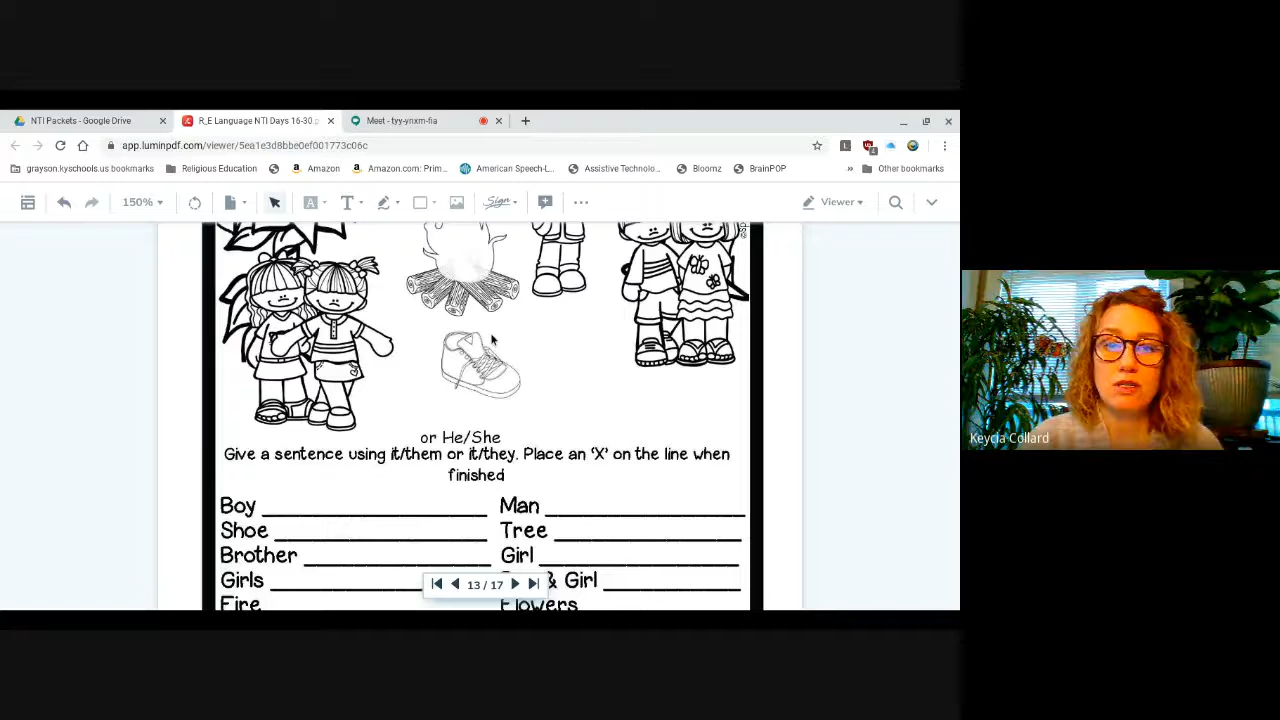 NTI Packets - Google Drive
R_E Language NTI Days 16-30.p
Meet - tyy-ynxm-fia
app.luminpdf.com/viewer/5ea1e3d8bbe0ef001773c06c
grayson.kyschools.us bookmarks
Religious Education
Amazon
Amazon.com: Prim...
American Speech-L...
Assistive Technolo...
Bloomz
BrainPOP
Other bookmarks
150%
Sign
Viewer
or He/She
Give a sentence using it/them or it/they. Place an 'X' on the line when
finished
Boy Man
Shoe Tree
Brother Girl
Girls & Girl
Fire Flowers
13 / 17
Keycia Collard